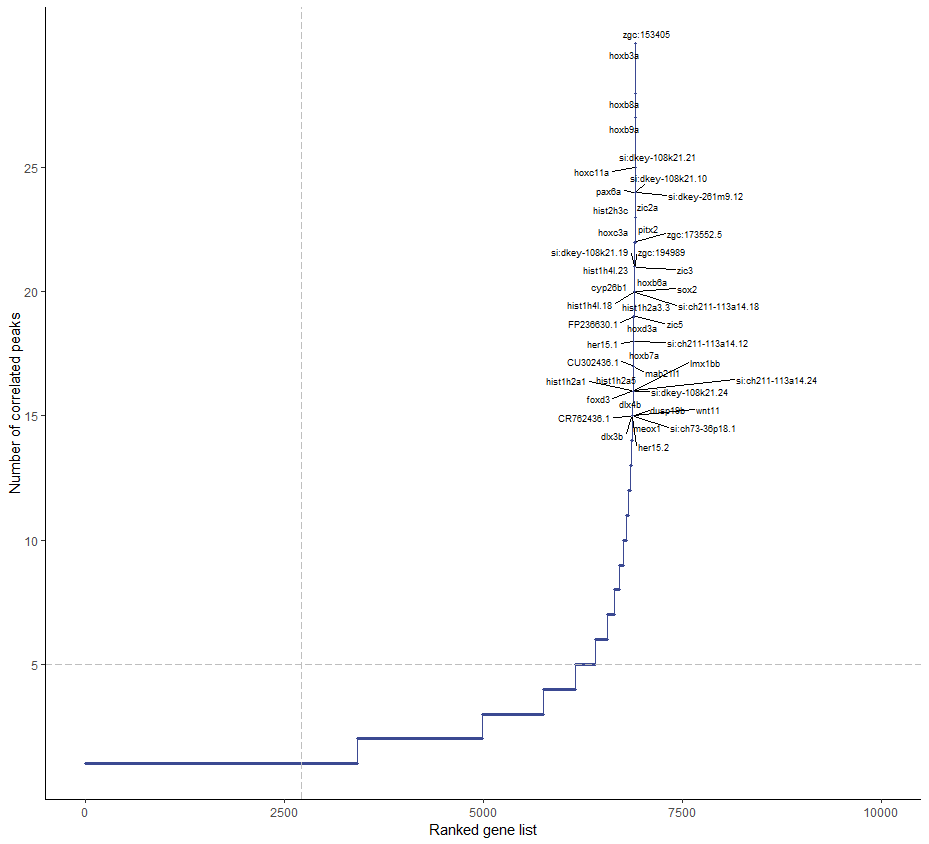 zgc:153405
hoxb3a
hoxb8a
hoxb9a
si:dkey-108k21.21
hoxc11a
si:dkey-108k21.10
pax6a
si:dkey-261m9.12
hist2h3c
zic2a
hoxc3a
pitx2
zgc:173552.5
si:dkey-108k21.19
zgc:194989
hist1h4l.23
zic3
hoxb6a
cyp26b1
sox2
hist1h4l.18
hist1h2a3.3
si:ch211-113a14.18
FP236630.1
hoxd3a
zic5
her15.1
si:ch211-113a14.12
hoxb7a
CU302436.1
lmx1bb
mab21l1
hist1h2a1
hist1h2a5
si:ch211-113a14.24
foxd3
si:dkey-108k21.24
dlx4b
dusp19b
wnt11
CR762436.1
meox1
si:ch73-36p18.1
dlx3b
her15.2
25
20
15
10
5
0
2500
5000
7500
10000
Ranked gene list
Number of correlated peaks